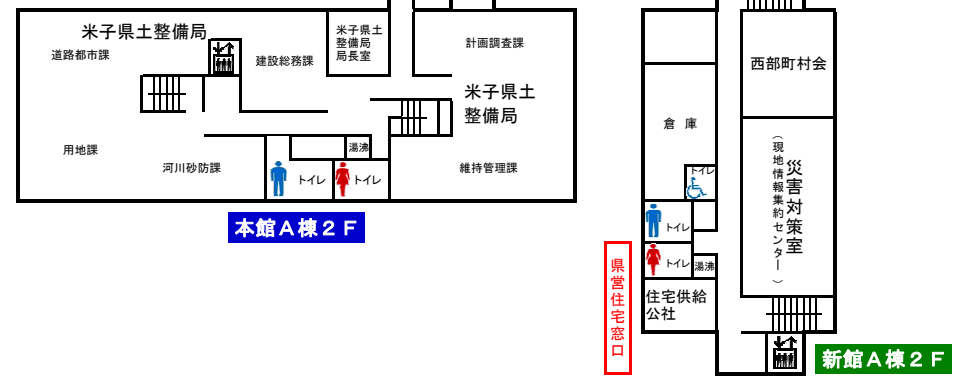 米子県土整備局
道路都市課
建設総務課
米子県土
整備局
局長室
計画調査課
米子県土
整備局
用地課
河川砂防課
湯沸
維持管理課
トイレ
トイレ
本館Ａ棟２Ｆ
西部町村会
倉庫
災害対策室
（現地情報集約センター）
トイレ
トイレ
トイレ
湯沸
住宅供給
公社
県営住宅窓口
新館Ａ棟２Ｆ